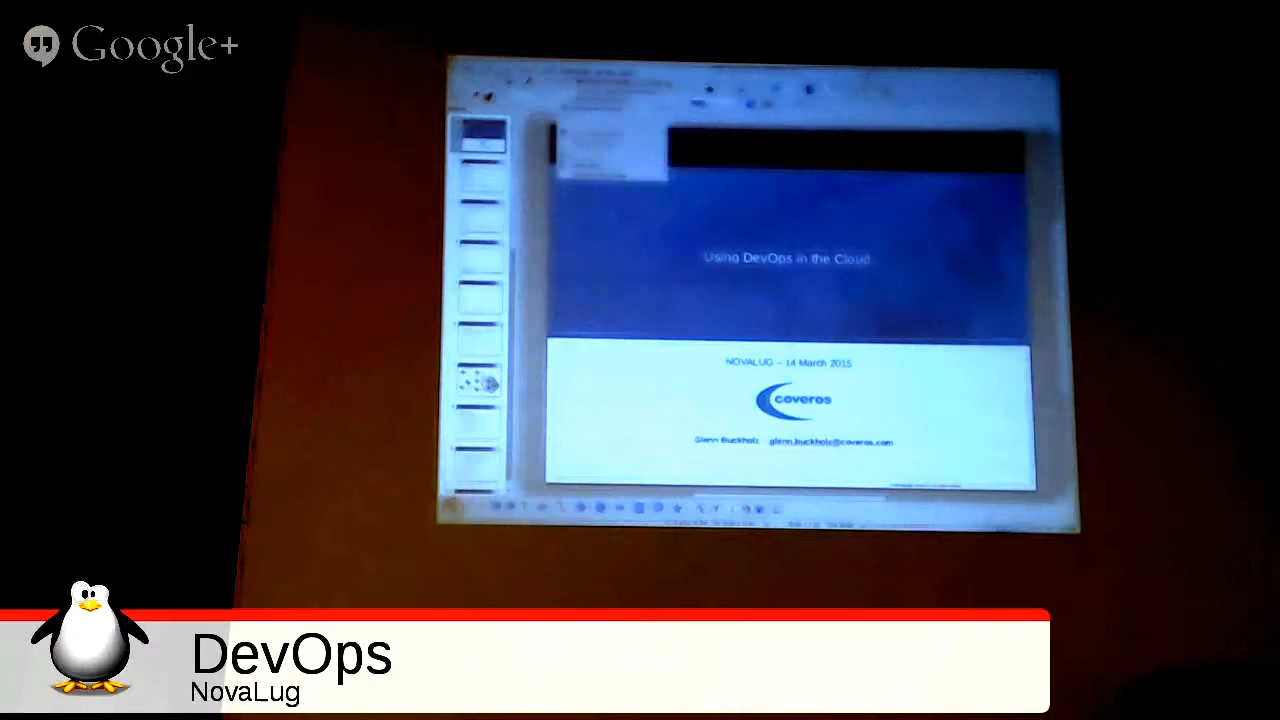 Google+
Using DevOps in the Cloud
NOVALUG – 14 March 2015
coveros
Glenn Buckholz glenn.buckholz@coveros.com
DevOps
NovaLug